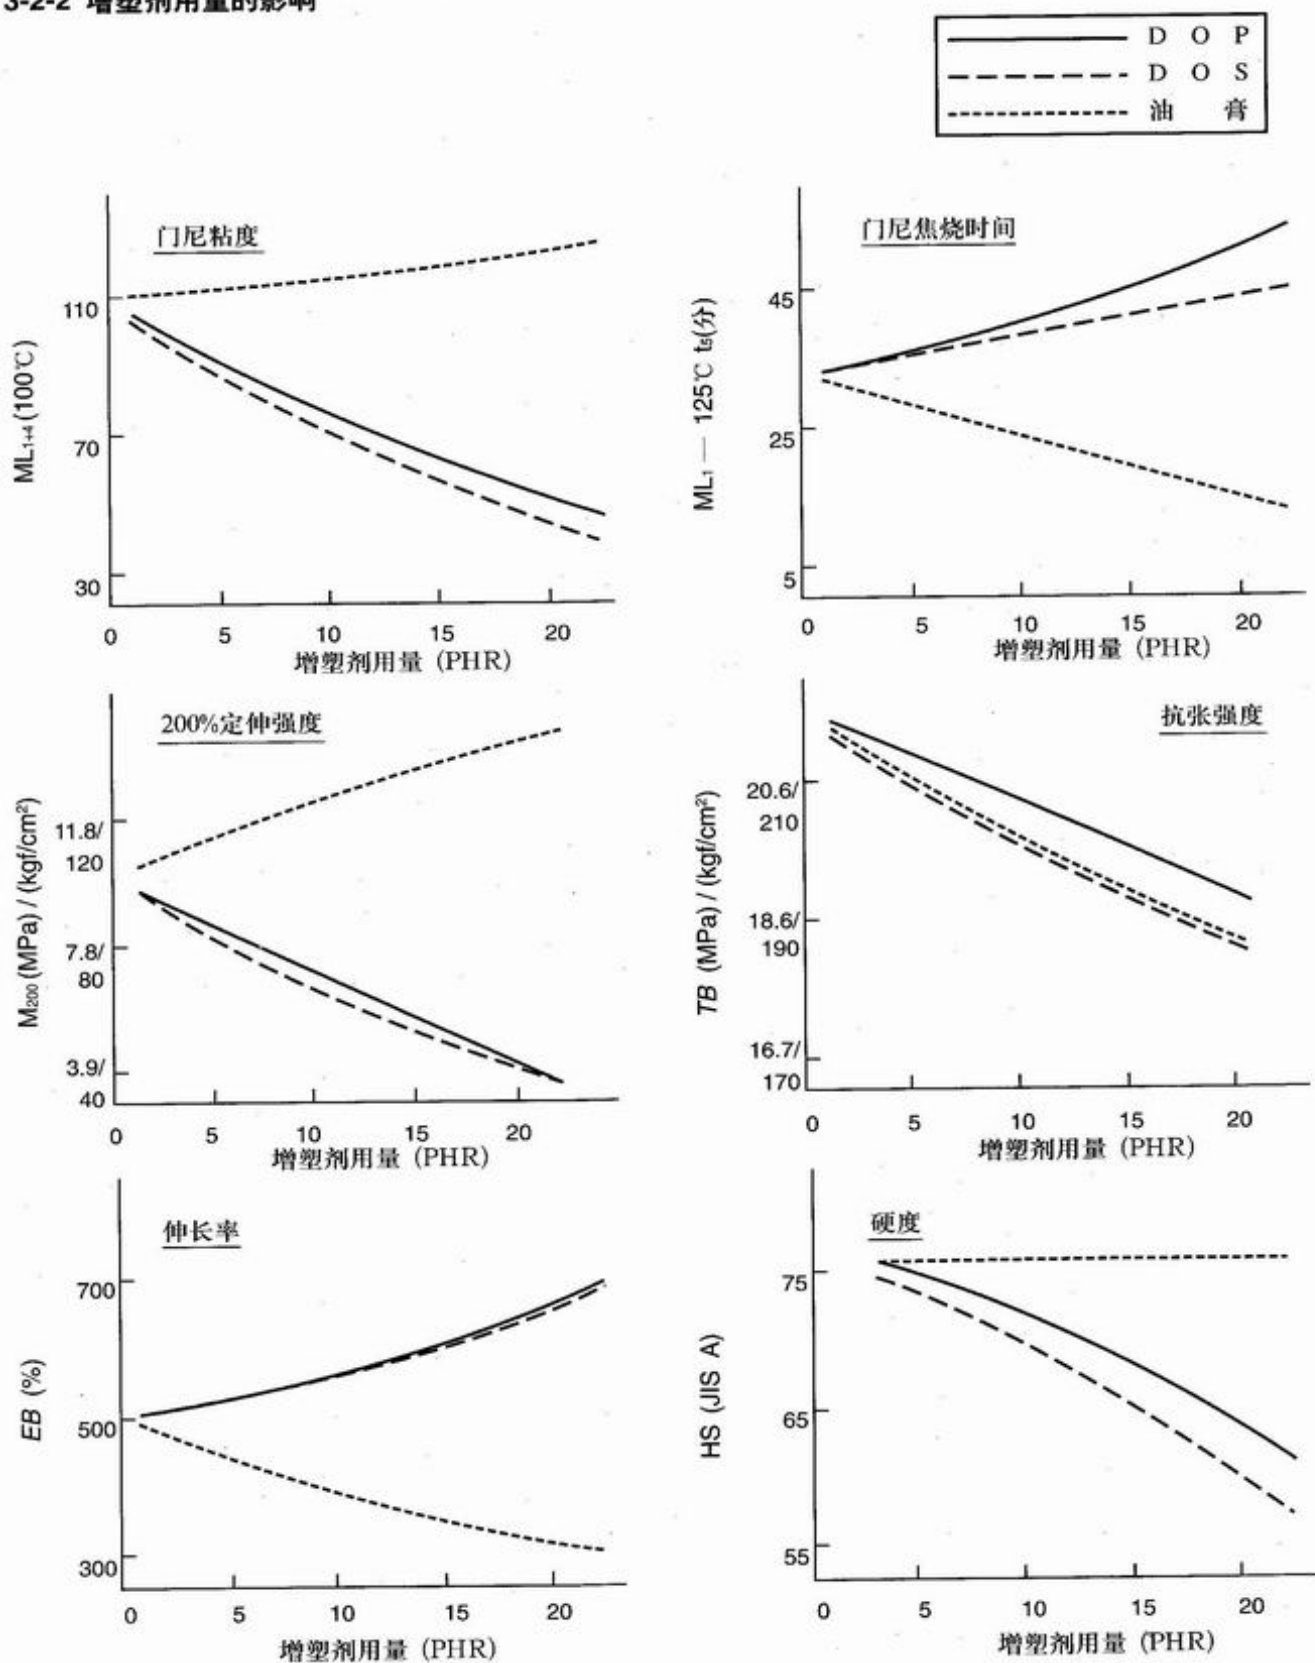 3-2-2 增塑剂用量的影响
D O P
D O S
油 膏
门尼粘度
ML1+4(100℃)
110
70
30
0 5 10 15 20
增塑剂用量 (PHR)
门尼焦烧时间
ML1 — 125℃ t5(分)
45
25
5
0 5 10 15 20
增塑剂用量 (PHR)
200%定伸强度
M200(MPa) / (kgf/cm²)
11.8/
120
7.8/
80
3.9/
40
0 5 10 15 20
增塑剂用量 (PHR)
抗张强度
TB (MPa) / (kgf/cm²)
20.6/
210
18.6/
190
16.7/
170
0 5 10 15 20
增塑剂用量 (PHR)
伸长率
EB (%)
700
500
300
0 5 10 15 20
增塑剂用量 (PHR)
硬度
HS (JIS A)
75
65
55
0 5 10 15 20
增塑剂用量 (PHR)